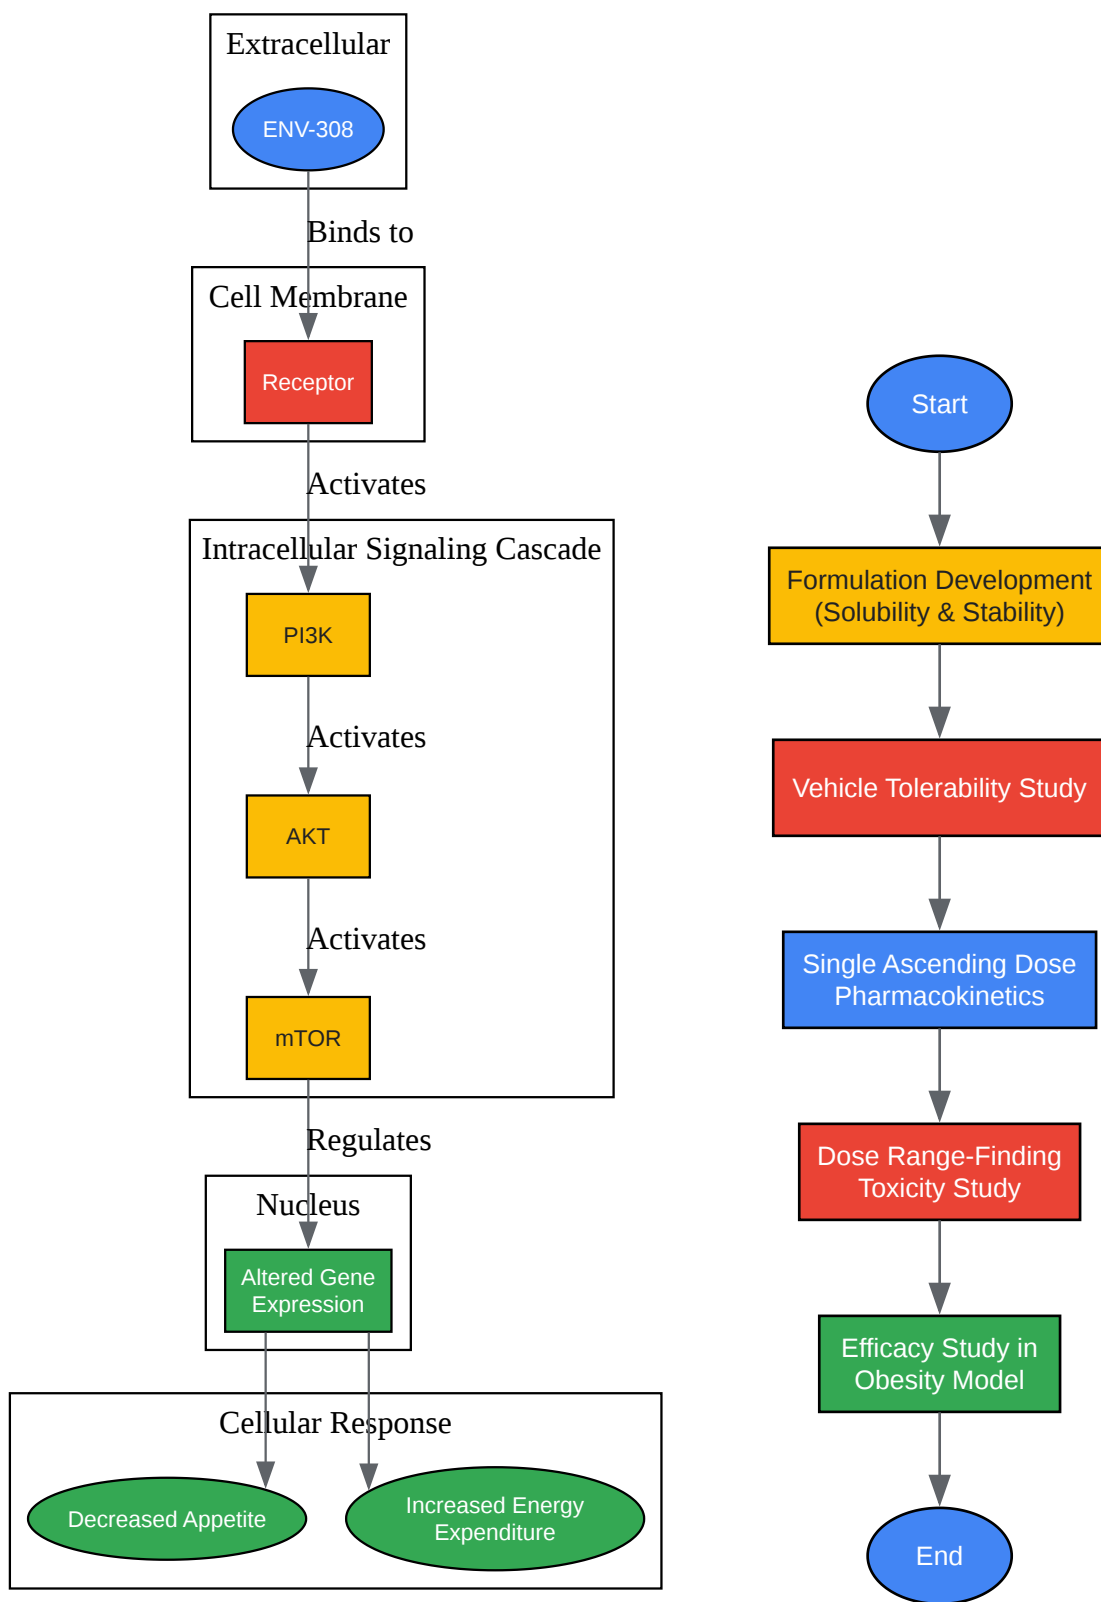 Extracellular
ENV-308
Binds to
Cell Membrane
Receptor
Activates
Intracellular Signaling Cascade
PI3K
Activates
AKT
Activates
mTOR
Regulates
Nucleus
Altered Gene
Expression
Cellular Response
Decreased Appetite
Increased Energy
Expenditure
Start
Formulation Development
(Solubility & Stability)
Vehicle Tolerability Study
Single Ascending Dose
Pharmacokinetics
Dose Range-Finding
Toxicity Study
Efficacy Study in
Obesity Model
End